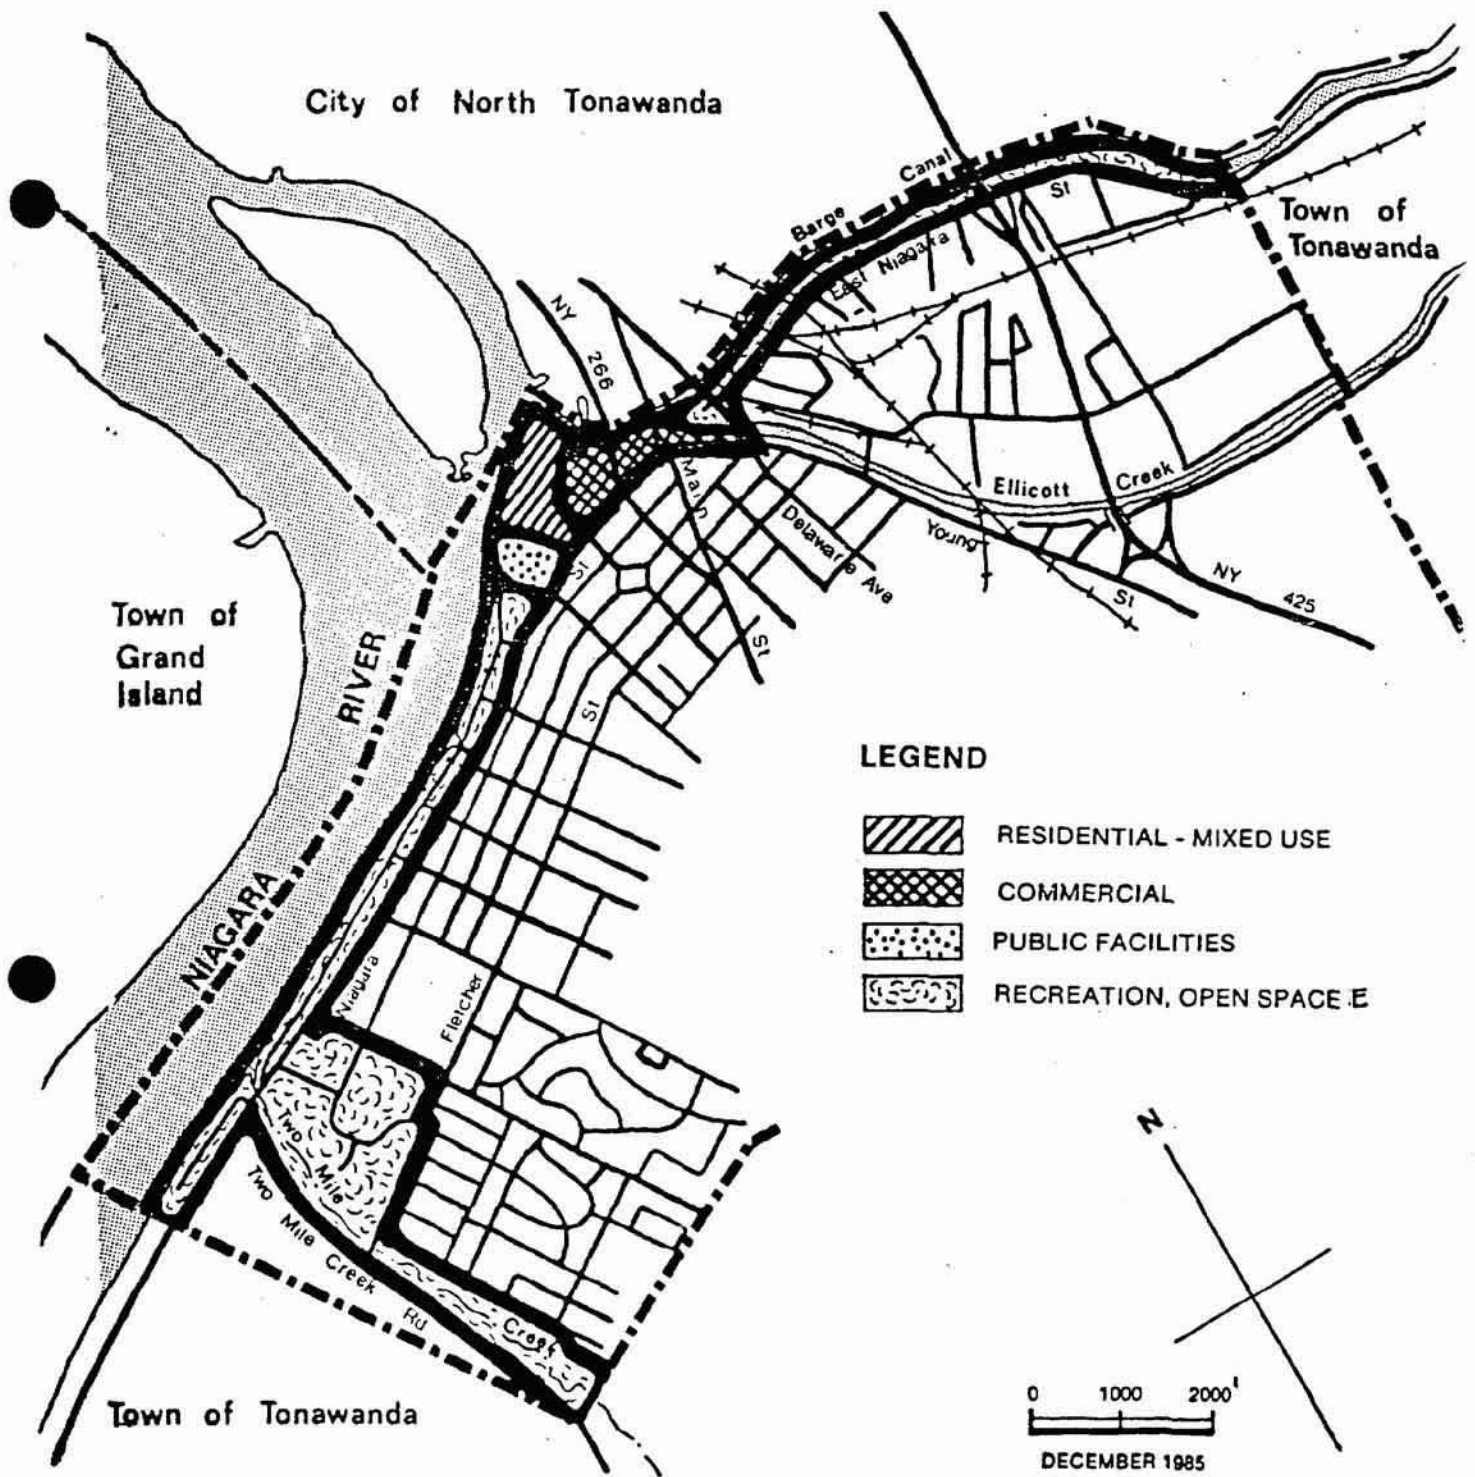 City of North Tonawanda
Canal
Barge
St
East Niagara
Town of
Tonawanda
NY
266
Main
St
Delaware Ave
Ellicott Creek
Young
St
NY
425
St
Town of
Grand
Island
RIVER
NIAGARA
St
LEGEND
RESIDENTIAL - MIXED USE
COMMERCIAL
PUBLIC FACILITIES
RECREATION, OPEN SPACE E
Niagara
Fletcher
Two
Mile
Creek
Two Mile Creek Rd
Town of Tonawanda
N
0 1000 2000'
DECEMBER 1985